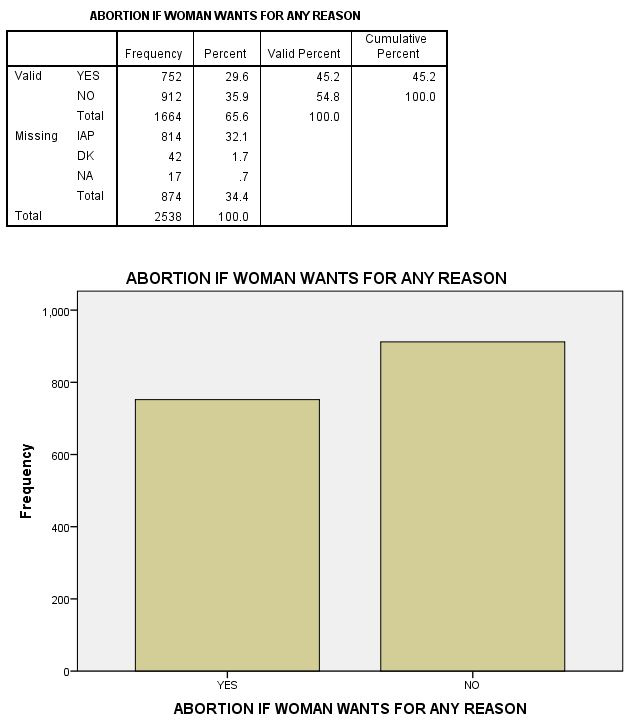 ABORTION IF WOMAN WANTS FOR ANY REASON
Frequency Percent Valid Percent Cumulative Percent
Valid YES 752 29.6 45.2 45.2
NO 912 35.9 54.8 100.0
Total 1664 65.6 100.0
Missing IAP 814 32.1
DK 42 1.7
NA 17 .7
Total 874 34.4
Total 2538 100.0
ABORTION IF WOMAN WANTS FOR ANY REASON
1,000
800
600
400
200
0
Frequency
YES NO
ABORTION IF WOMAN WANTS FOR ANY REASON